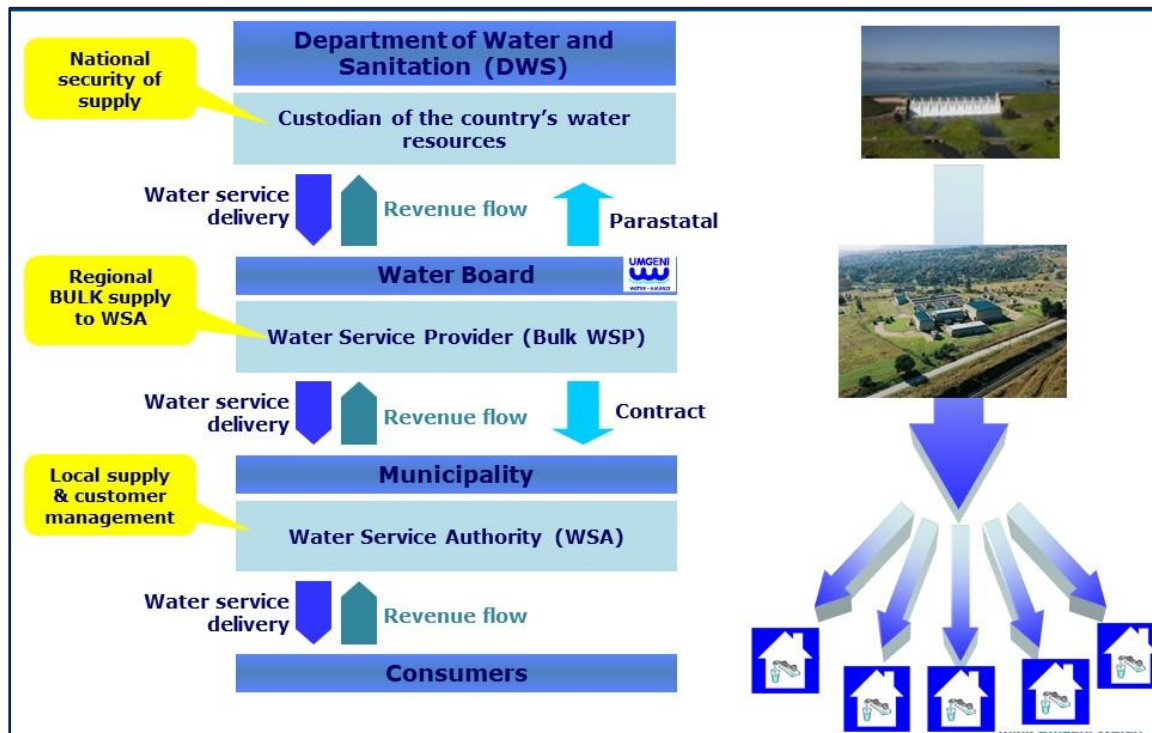 Department of Water and
Sanitation (DWS)
National
security of
supply
Custodian of the country's water
resources
Water service
delivery
Revenue flow
Parastatal
Regional
BULK supply
to WSA
Water Board
UMGENI
WATER • AMANZI
Water Service Provider (Bulk WSP)
Water service
delivery
Revenue flow
Contract
Local supply
& customer
management
Municipality
Water Service Authority (WSA)
Water service
delivery
Revenue flow
Consumers